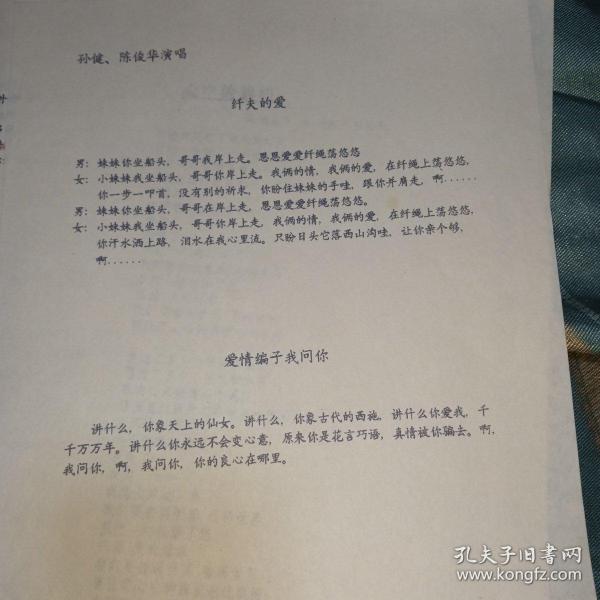 孙健、陈俊华演唱
纤夫的爱
男：妹妹你坐船头，哥哥我岸上走。恩恩爱爱纤绳荡悠悠
女：小妹妹我坐船头，哥哥你岸上走。我俩的情，我俩的爱，在纤绳上荡悠悠，
你一步一叩首，没有别的祈求，你盼住妹妹的手哇，跟你并肩走，啊......
男：妹妹你坐船头，哥哥在岸上走，恩恩爱爱纤绳荡悠悠。
女：小妹妹我坐船头，哥哥你岸上走，我俩的情，我俩的爱，在纤绳上荡悠悠，
你汗水洒上路，泪水在我心里流。只盼日头它落西山沟哇，让你亲个够，
啊......
爱情编子我问你
讲什么，你象天上的仙女。讲什么，你象古代的西施，讲什么你爱我，千
千万万年。讲什么你永远不会变心意，原来你是花言巧语，真情被你骗去。啊，
我问你，啊，我问你，你的良心在哪里。
孔夫子旧书网
www.kongfz.com